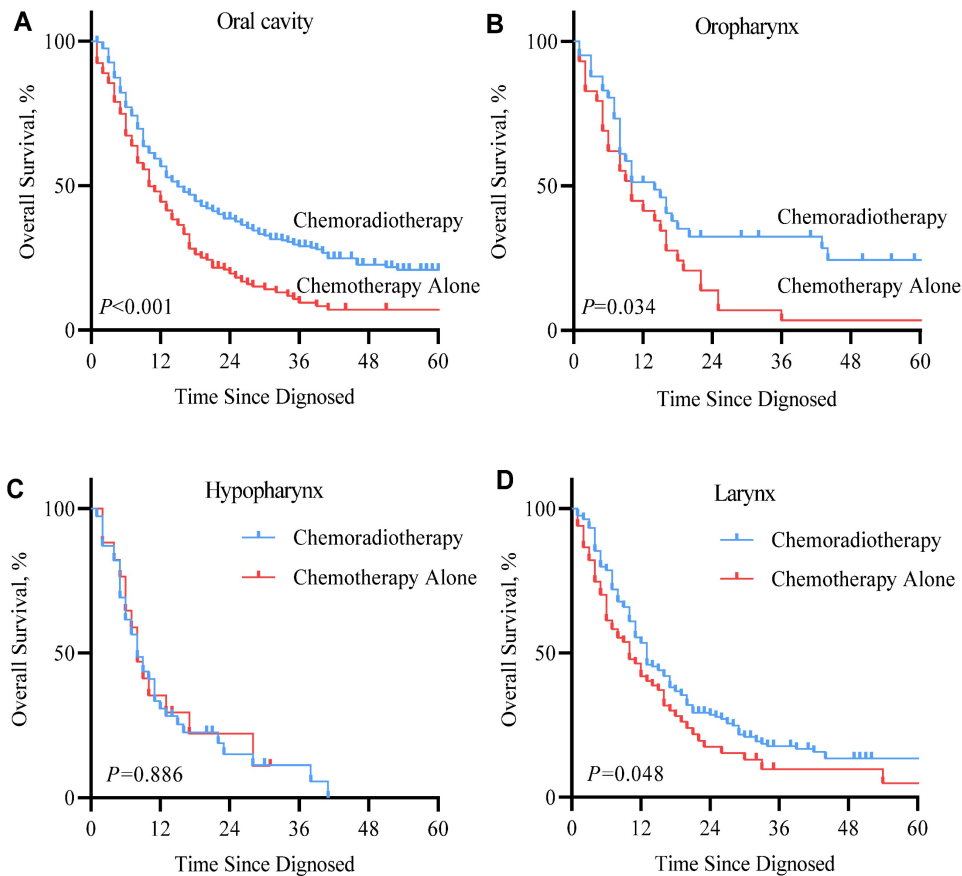 A
Oral cavity
Overall Survival, %
100
50
0
Chemoradiotherapy
Chemotherapy Alone
P<0.001
0 12 24 36 48 60
Time Since Dignosed
B
Oropharynx
Overall Survival, %
100
50
0
Chemoradiotherapy
Chemotherapy Alone
P=0.034
0 12 24 36 48 60
Time Since Dignosed
C
Hypopharynx
Overall Survival, %
100
50
0
Chemoradiotherapy
Chemotherapy Alone
P=0.886
0 12 24 36 48 60
Time Since Dignosed
D
Larynx
Overall Survival, %
100
50
0
Chemoradiotherapy
Chemotherapy Alone
P=0.048
0 12 24 36 48 60
Time Since Dignosed